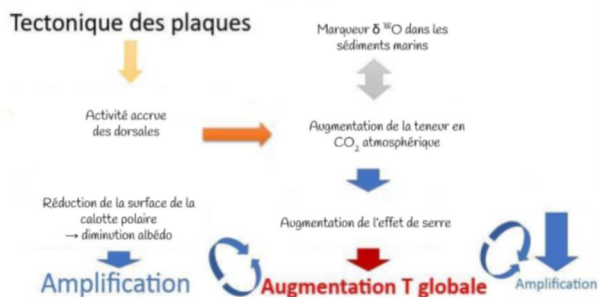 Tectonique des plaques
Marqueur δ ¹⁸O dans les
sédiments marins
Activité accrue
des dorsales
Augmentation de la teneur en
CO₂ atmosphérique
Réduction de la surface de la
calotte polaire
→ diminution albédo
Augmentation de l'effet de serre
Amplification
Augmentation T globale
Amplification